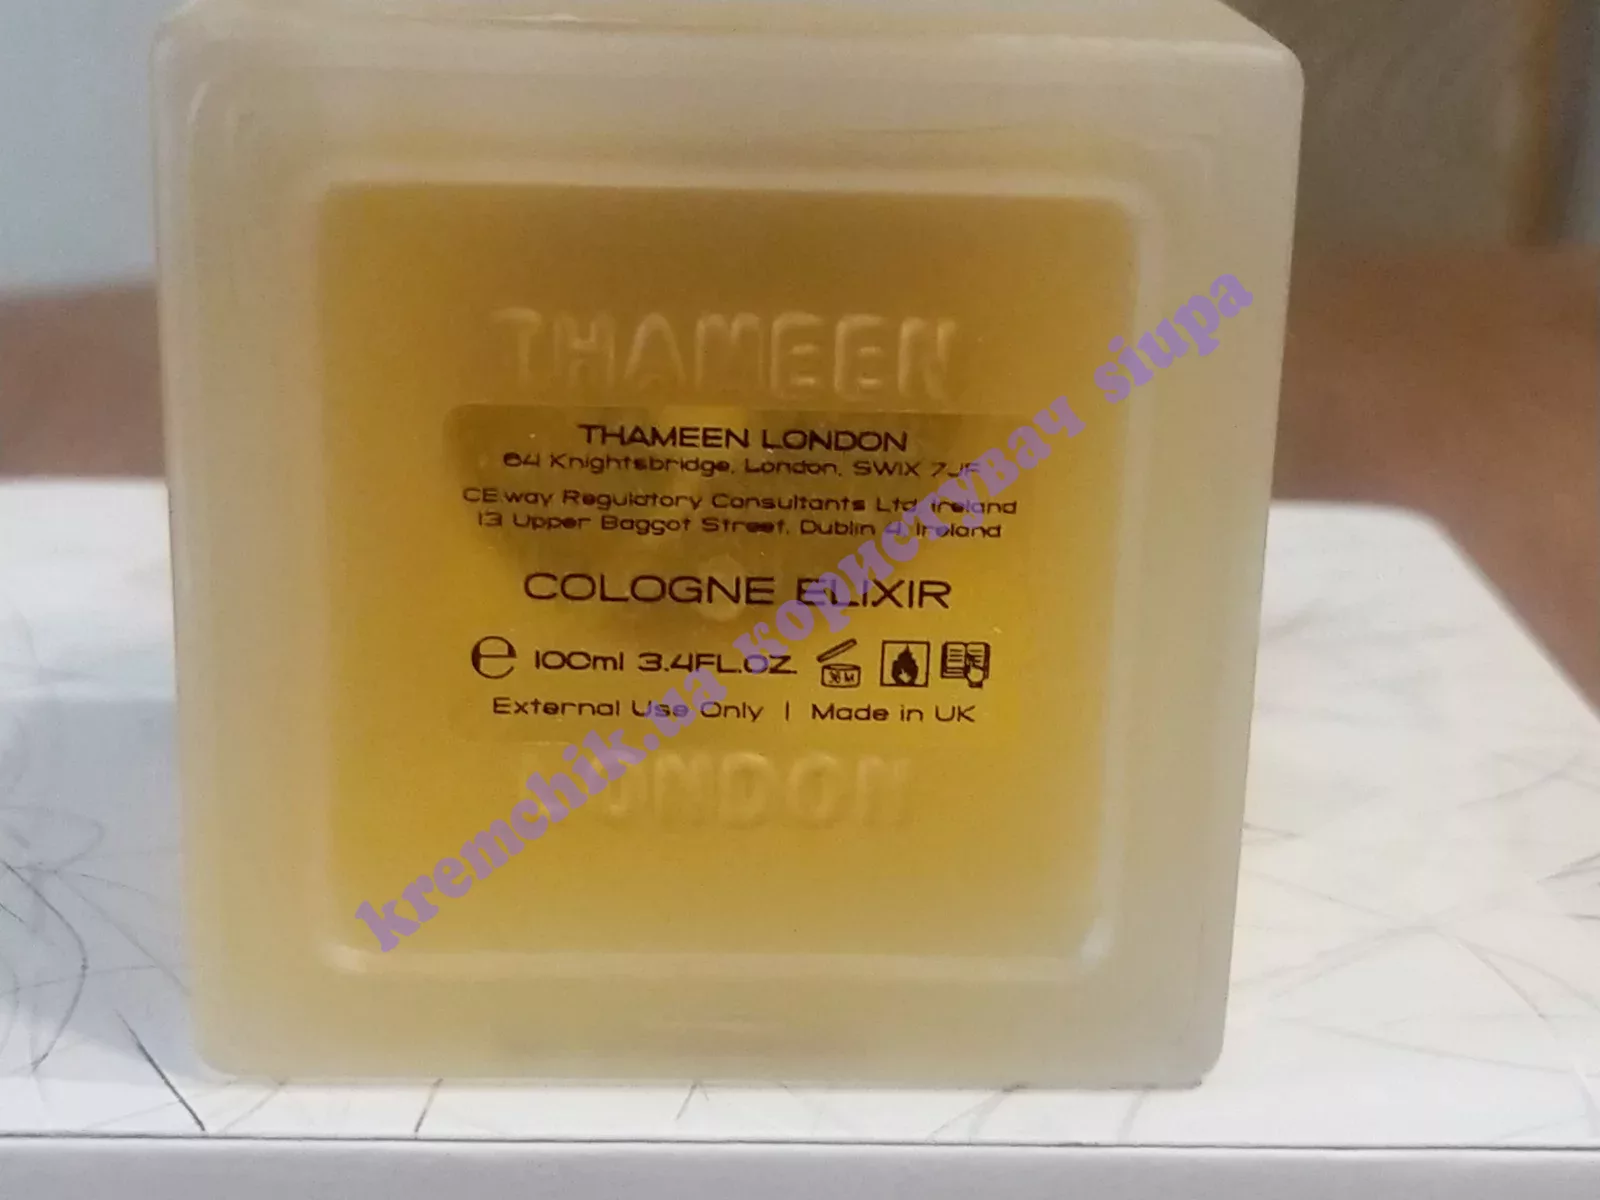 THAMEEN
THAMEEN LONDON
64 Knightsbridge, London, SW1X 7JF
CE.way Regulatory Consultants Ltd Ireland
13 Upper Baggot Street, Dublin 4, Ireland
COLOGNE ELIXIR
e 100ml 3.4FL.OZ 36 M
External Use Only | Made in UK
LONDON
kremchik.ua користувач siupa